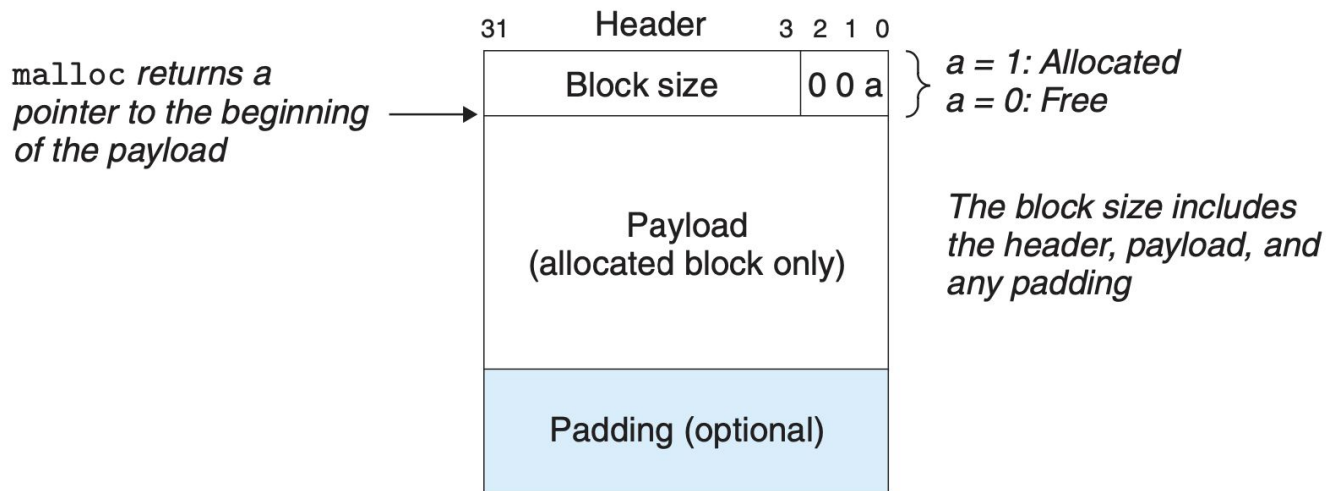 31 Header 3 2 1 0
malloc returns a
pointer to the beginning
of the payload
Block size
0 0 a
a = 1: Allocated
a = 0: Free
Payload
(allocated block only)
The block size includes
the header, payload, and
any padding
Padding (optional)